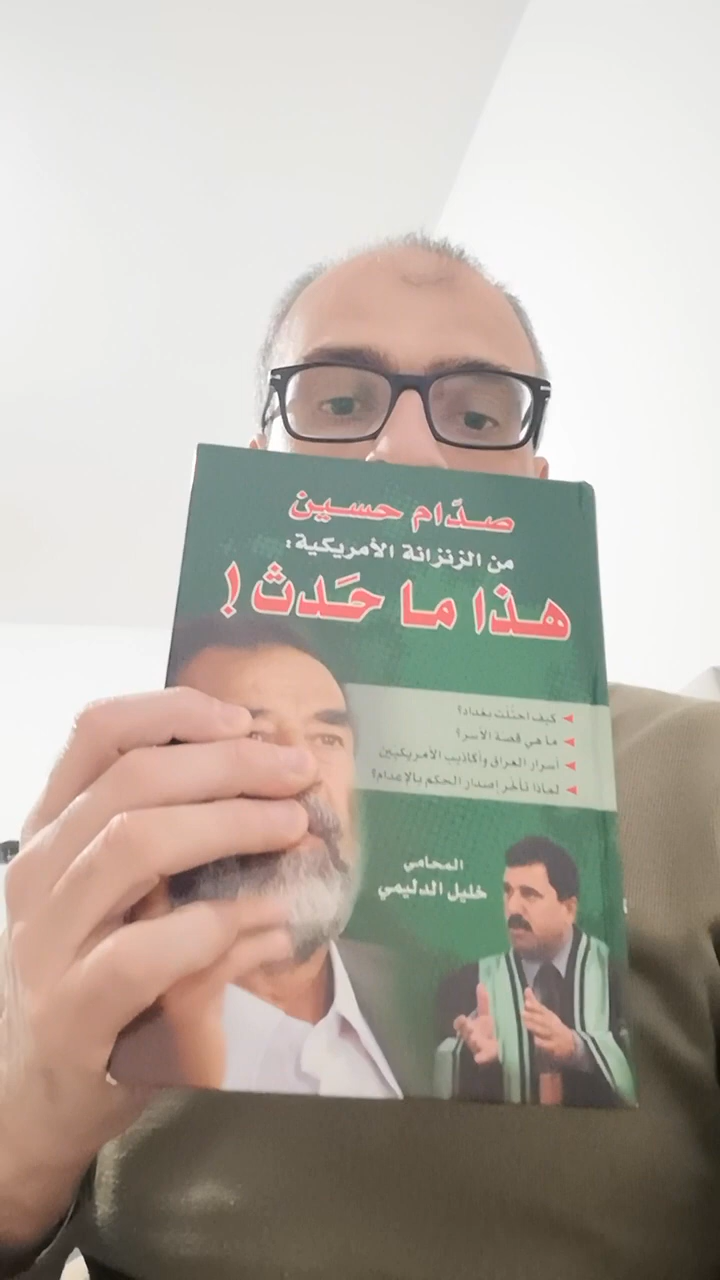 صدّام حسين
من الزنزانة الأمريكية:
هذا ما حَدث!
كيف احتلت بغداد؟
ما هي قصة الأسر؟
أسرار العراق وأكاذيب الأمريكيين
لماذا تأخر إصدار الحكم بالإعدام؟
المحامي
خليل الدليمي